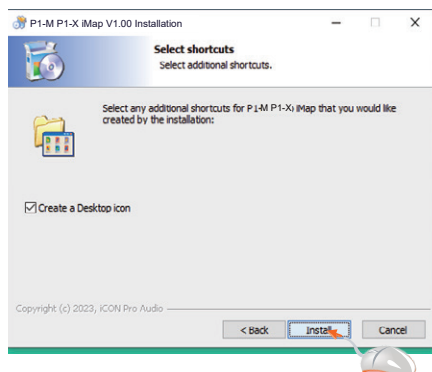 P1-M P1-X iMap V1.00 Installation
Select shortcuts
Select additional shortcuts.
Select any additional shortcuts for P1-M P1-X iMap that you would like
created by the installation:
Create a Desktop icon
Copyright (c) 2023, iCON Pro Audio
< Back
Install
Cancel